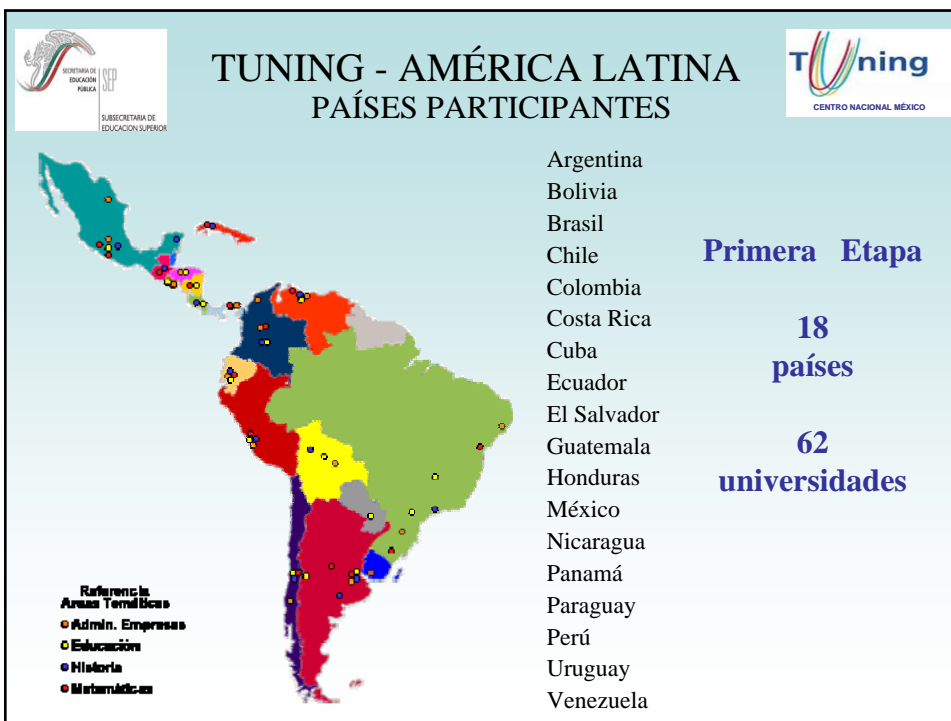 SECRETARÍA DE
EDUCACIÓN
PÚBLICA
SEP
SUBSECRETARIA DE
EDUCACION SUPERIOR
TUNING - AMÉRICA LATINA
PAÍSES PARTICIPANTES
Tuning
CENTRO NACIONAL MÉXICO
Argentina
Bolivia
Brasil
Chile
Colombia
Costa Rica
Cuba
Ecuador
El Salvador
Guatemala
Honduras
México
Nicaragua
Panamá
Paraguay
Perú
Uruguay
Venezuela
Primera Etapa
18
países
62
universidades
Referencia
Areas Temáticas
Admin. Empresas
Educación
Historia
Matemáticas